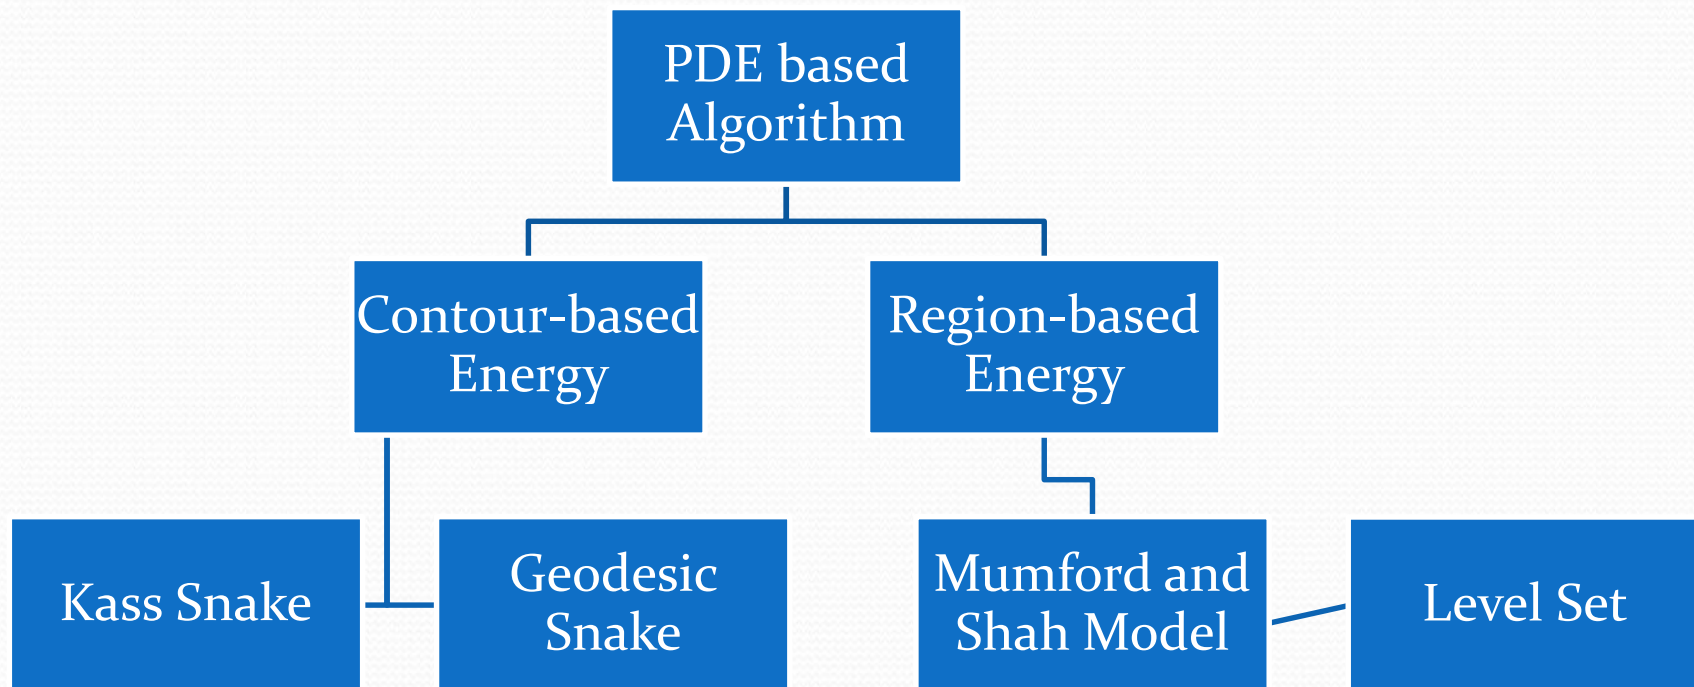 PDE based
Algorithm
Contour-based
Energy
Region-based
Energy
Kass Snake
Geodesic
Snake
Mumford and
Shah Model
Level Set